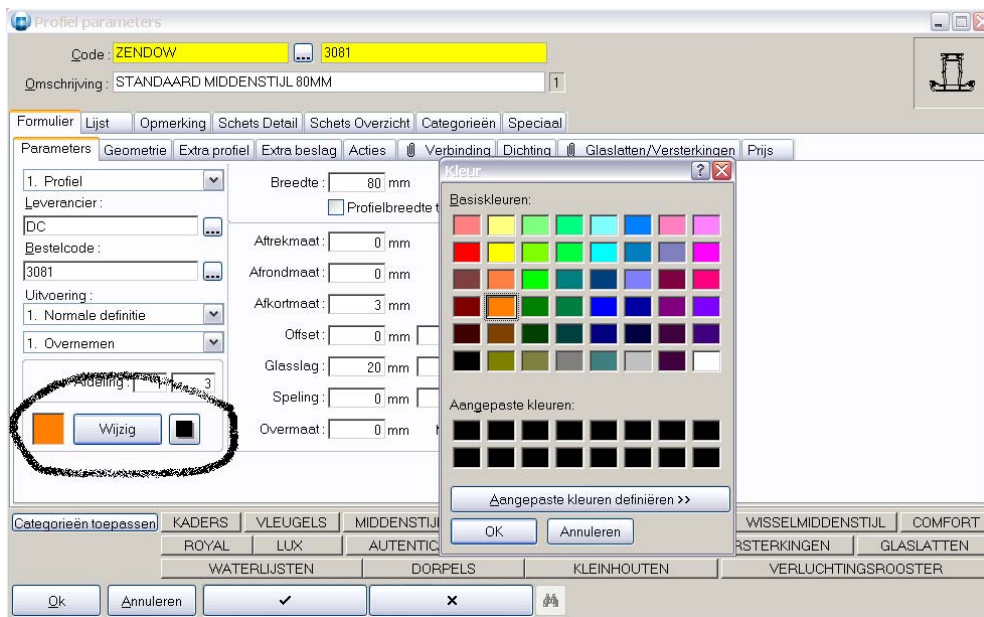 Profiel parameters
Code : ZENDOW ... 3081
Omschrijving : STANDAARD MIDDENSTIJL 80MM 1
Formulier Lijst Opmerking Schets Detail Schets Overzicht Categorieën Speciaal
Parameters Geometrie Extra profiel Extra beslag Acties Verbinding Dichting Glaslatten/Versterkingen Prijs
1. Profiel
Leverancier :
DC ...
Bestelcode :
3081 ...
Uitvoering :
1. Normale definitie
1. Overnemen
Afdeling : 3
Wijzig
Breedte : 80 mm
Profielbreedte t
Aftrekmaat : 0 mm
Afrondmaat : 0 mm
Afkortmaat : 3 mm
Offset : 0 mm
Glasslag : 20 mm
Speling : 0 mm
Overmaat : 0 mm
Kleur ?
Basiskleuren:
Aangepaste kleuren:
Aangepaste kleuren definiëren >>
OK Annuleren
Categorieën toepassen KADERS VLEUGELS MIDDENSTIJL WISSELMIDDENSTIJL COMFORT
ROYAL LUX AUTENTIC RSTERKINGEN GLASLATTEN
WATERLIJSTEN DORPELS KLEINHOUTEN VERLUCHTINGSROOSTER
Ok Annuleren